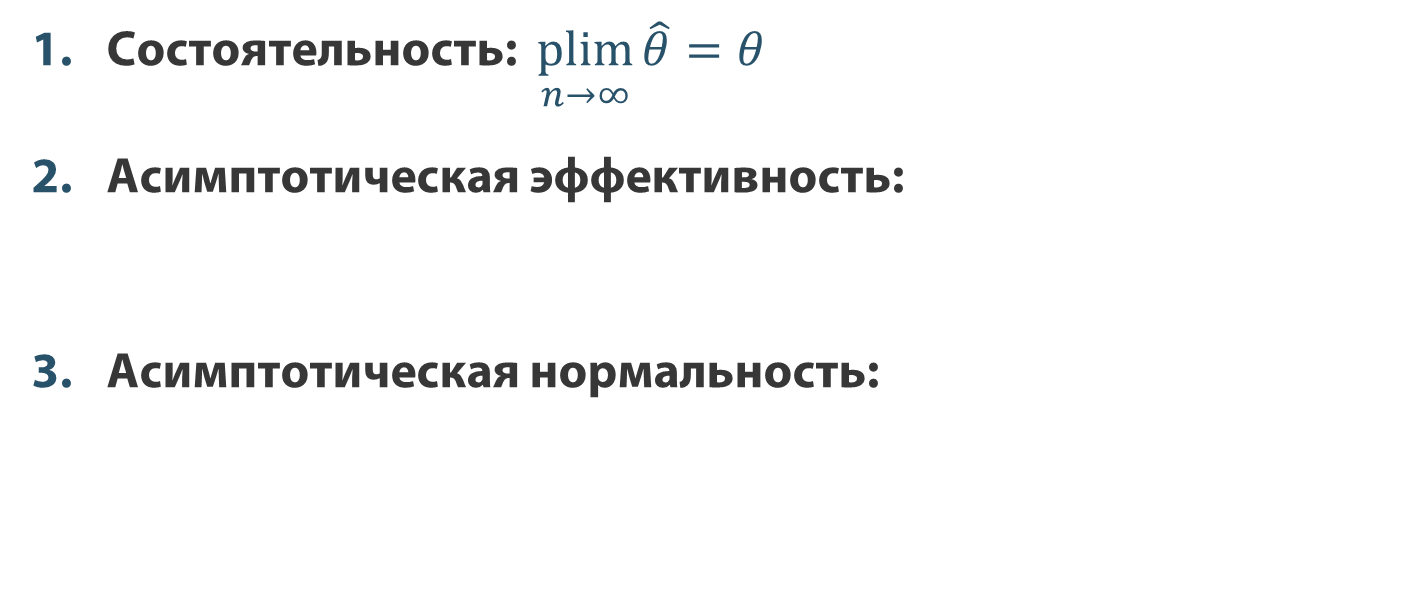 1. Состоятельность: plim θ̂ = θ
n→∞
2. Асимптотическая эффективность:
3. Асимптотическая нормальность: